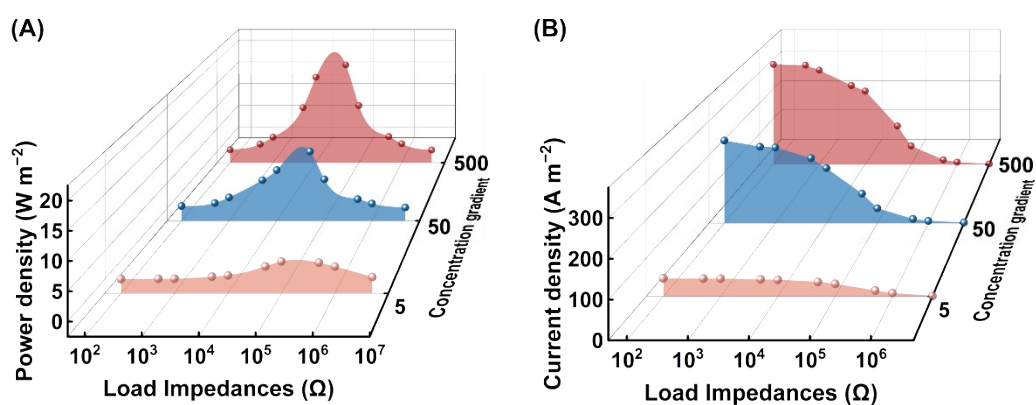 (A)
Power density (W m⁻²)
20
15
10
5
0
10² 10³ 10⁴ 10⁵ 10⁶ 10⁷
Load Impedances (Ω)
5
50
500
Concentration gradient
(B)
Current density (A m⁻²)
300
200
100
0
10² 10³ 10⁴ 10⁵ 10⁶
Load Impedances (Ω)
5
50
500
Concentration gradient